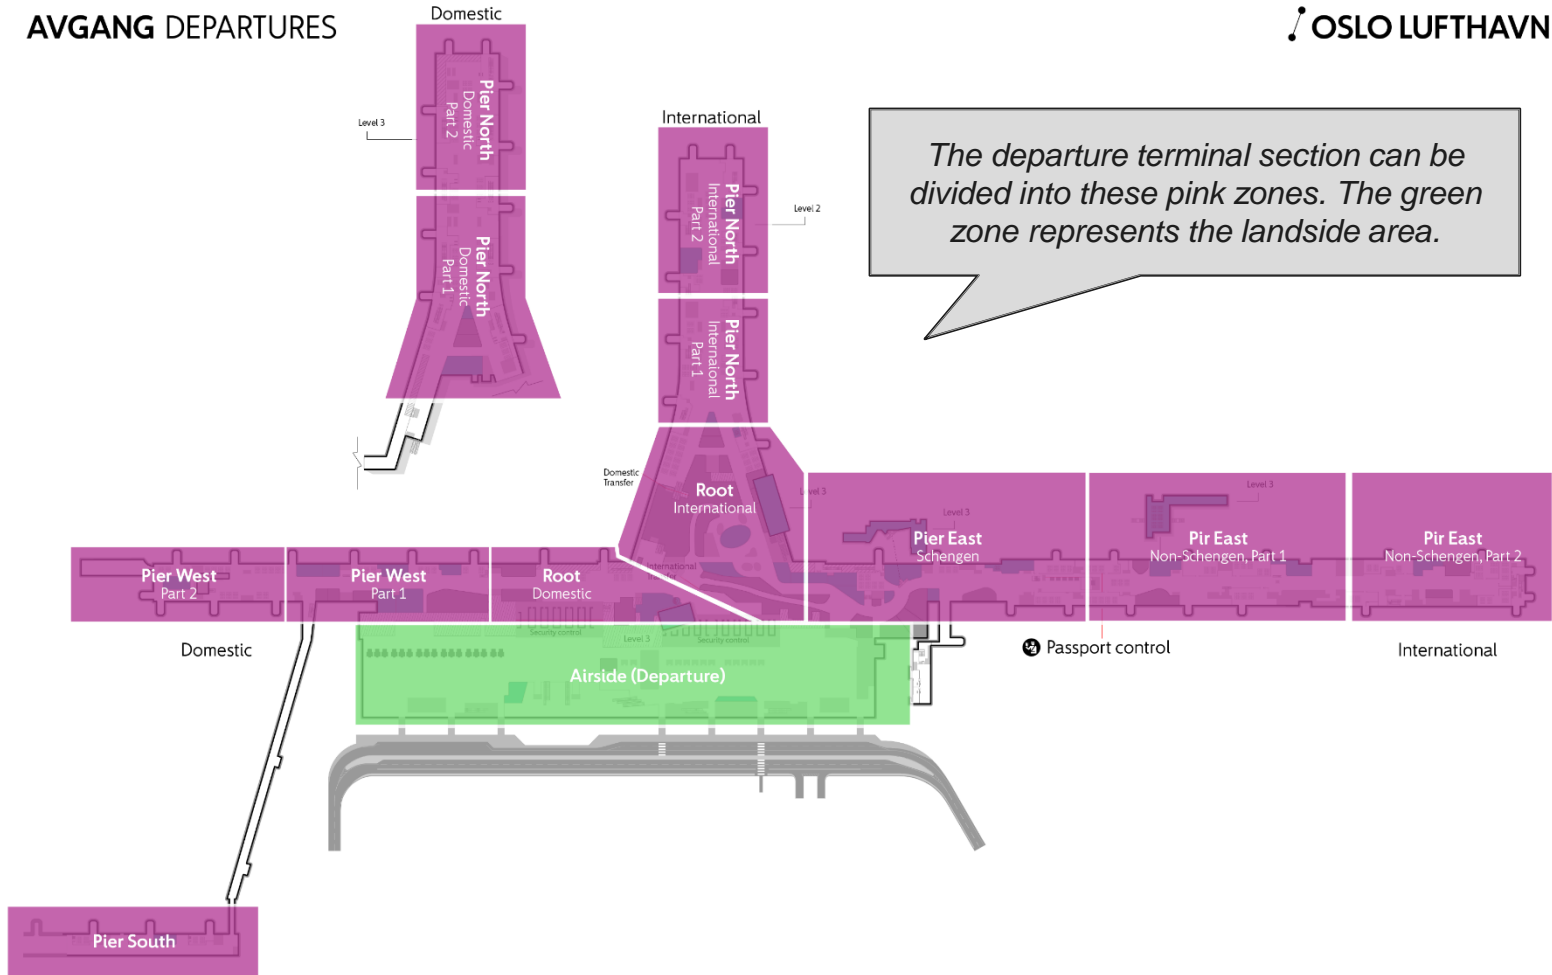 AVGANG DEPARTURES
Domestic
OSLO LUFTHAVN
Pier North
Domestic
Part 2
Level 3
International
The departure terminal section can be
divided into these pink zones. The green
zone represents the landside area.
Pier North
International
Part 2
Level 2
Pier North
Domestic
Part 1
Pier North
International
Part 1
Domestic
Transfer
Root
International
Level 3
Level 3
Level 3
Pier East
Schengen
Pir East
Non-Schengen, Part 1
Pir East
Non-Schengen, Part 2
Pier West
Part 2
Pier West
Part 1
Root
Domestic
International
Transfer
Security control
Level 3
Security control
Domestic
Passport control
International
Airside (Departure)
Pier South